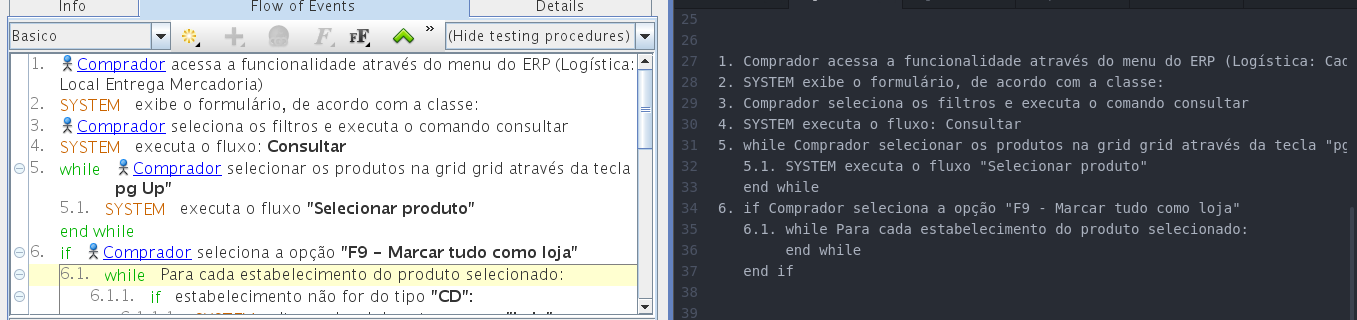 Info Flow of Events Details
Basico (Hide testing procedures)
1. Comprador acessa a funcionalidade através do menu do ERP (Logística:
Local Entrega Mercadoria)
2. SYSTEM exibe o formulário, de acordo com a classe:
3. Comprador seleciona os filtros e executa o comando consultar
4. SYSTEM executa o fluxo: Consultar
5. while Comprador selecionar os produtos na grid grid através da tecla
pg Up"
5.1. SYSTEM executa o fluxo "Selecionar produto"
end while
6. if Comprador seleciona a opção "F9 – Marcar tudo como loja"
6.1. while Para cada estabelecimento do produto selecionado:
6.1.1. if estabelecimento não for do tipo "CD":
25
26
27 1. Comprador acessa a funcionalidade através do menu do ERP (Logística: Cad
28 2. SYSTEM exibe o formulário, de acordo com a classe:
29 3. Comprador seleciona os filtros e executa o comando consultar
30 4. SYSTEM executa o fluxo: Consultar
31 5. while Comprador selecionar os produtos na grid grid através da tecla "pg
32 5.1. SYSTEM executa o fluxo "Selecionar produto"
33 end while
34 6. if Comprador seleciona a opção "F9 - Marcar tudo como loja"
35 6.1. while Para cada estabelecimento do produto selecionado:
36 end while
37 end if
38
39